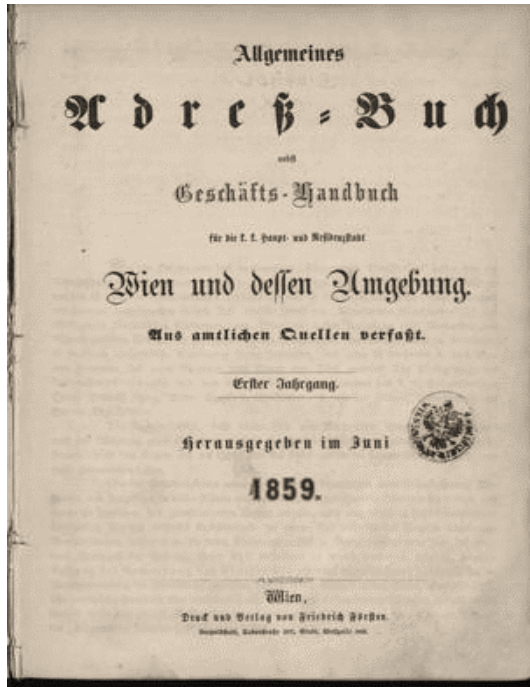 Allgemeines
Adreß-Buch
nebst
Geschäfts-Handbuch
für die k. k. Haupt- und Residenzstadt
Wien und dessen Umgebung.
Aus amtlichen Quellen verfaßt.
Erster Jahrgang.
Herausgegeben im Juni
1859.
Wien,
Druck und Verlag von Friedrich Förster.
Leopoldstadt,